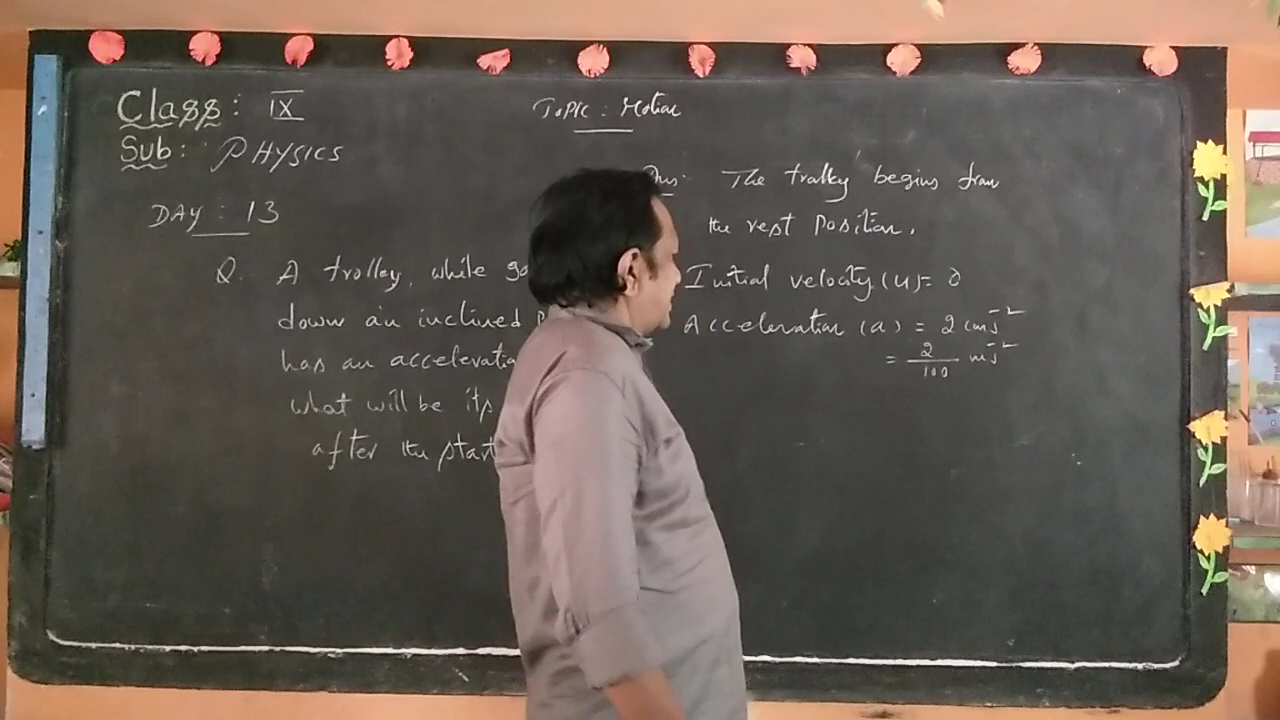 Class: IX
Sub: PHYSICS
DAY: 13
Topic: Motion
Q. A trolley, while go
down an inclined
has an acceleratio
what will be its
after the start
Ans: The trolley begins from
the rest position.
Initial velocity (u) = 0
Acceleration (a) = 2 cms⁻²
= 2/100 ms⁻²